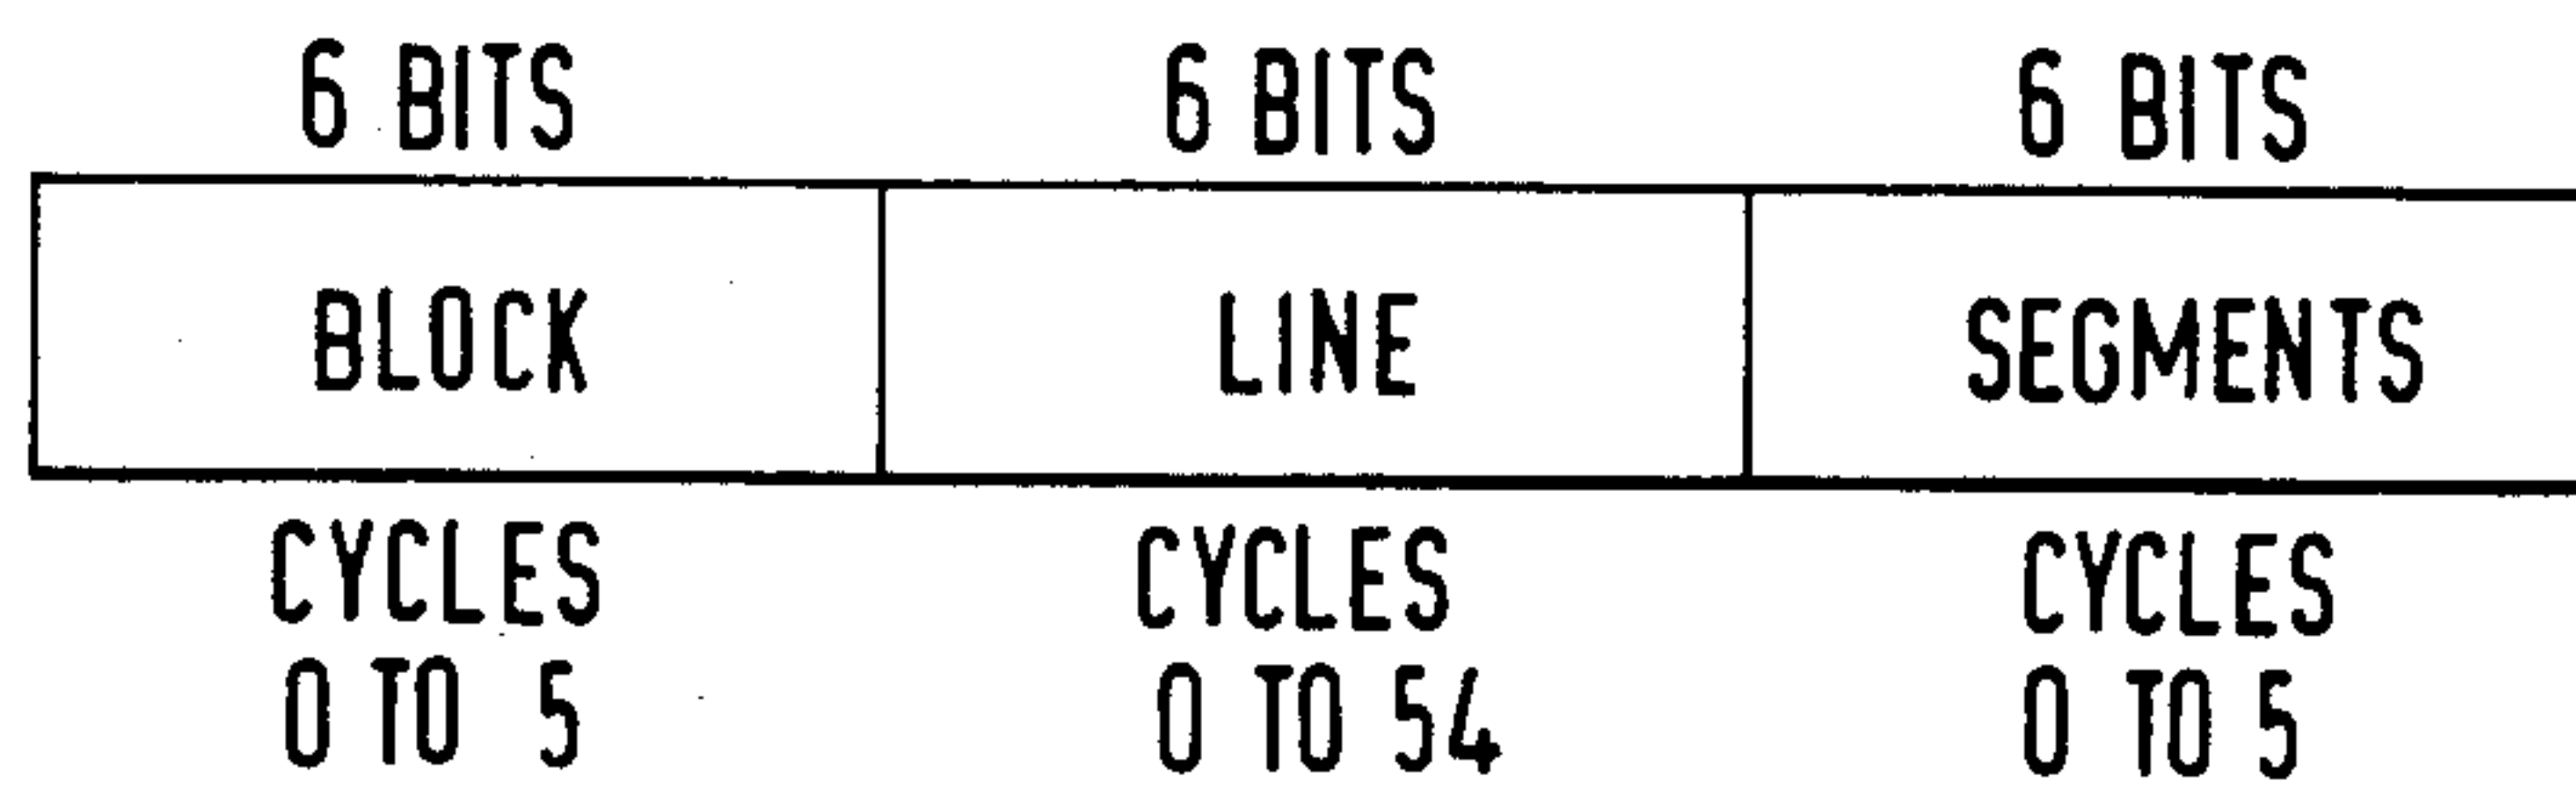 6 BITS 6 BITS 6 BITS
BLOCK LINE SEGMENTS
CYCLES CYCLES CYCLES
0 TO 5 0 TO 54 0 TO 5